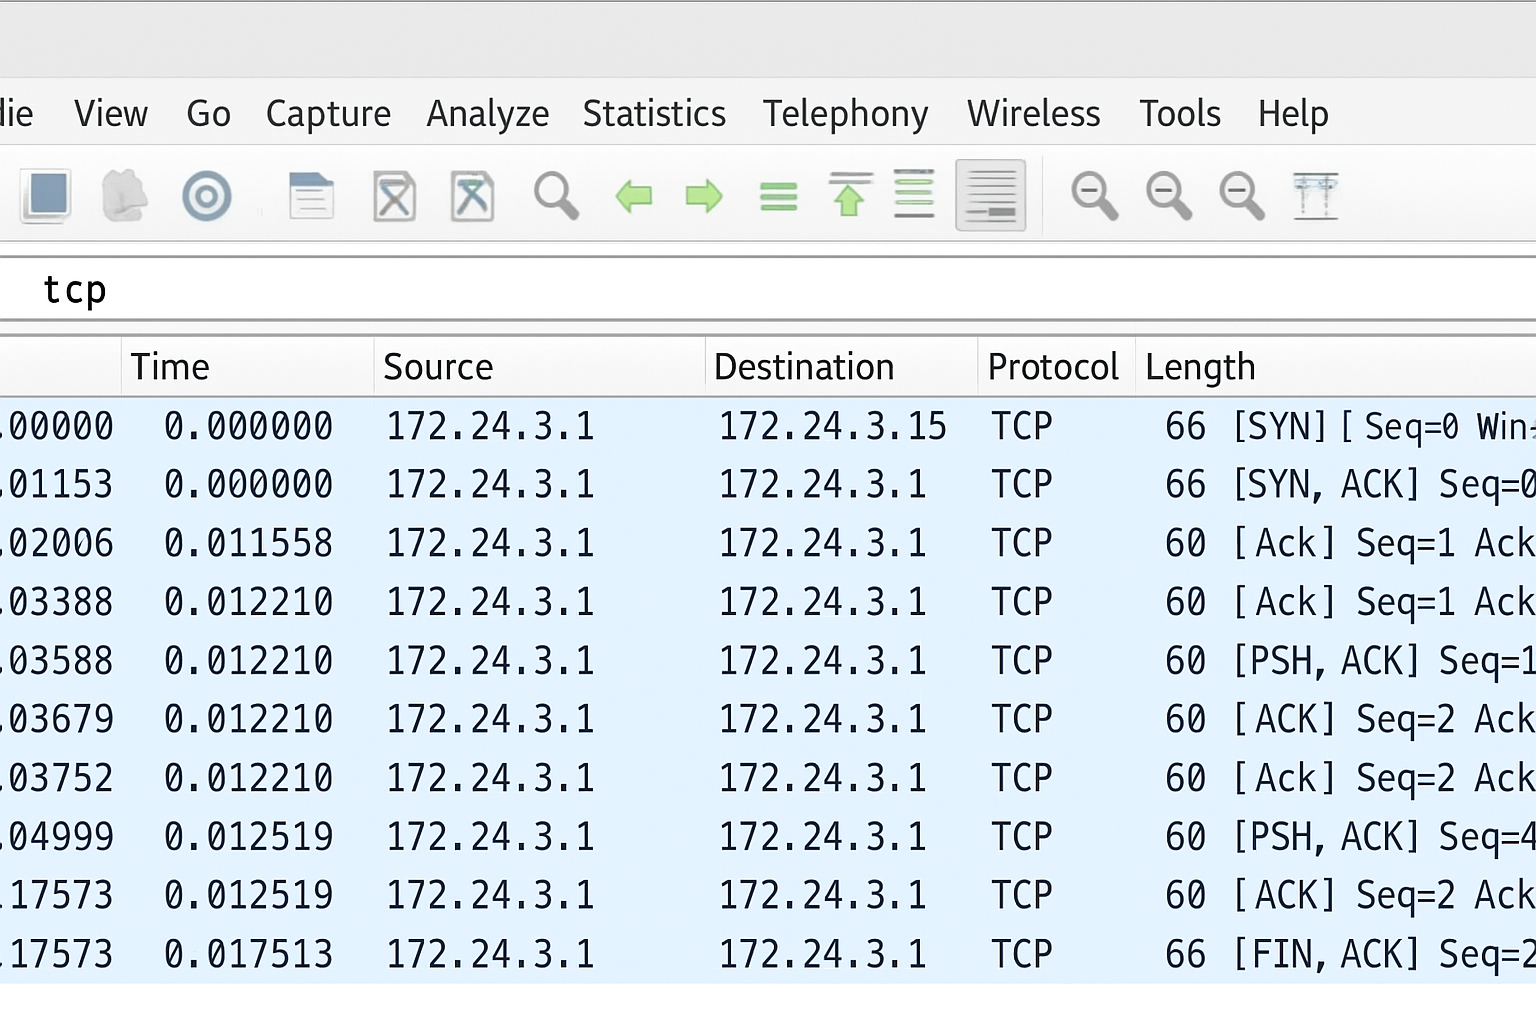 View Go Capture Analyze Statistics Telephony Wireless Tools Help
tcp
Time Source Destination Protocol Length
.00000 0.000000 172.24.3.1 172.24.3.15 TCP 66 [SYN] [ Seq=0 Win
.01153 0.000000 172.24.3.1 172.24.3.1 TCP 66 [SYN, ACK] Seq=0
.02006 0.011558 172.24.3.1 172.24.3.1 TCP 60 [Ack] Seq=1 Ack
.03388 0.012210 172.24.3.1 172.24.3.1 TCP 60 [Ack] Seq=1 Ack
.03588 0.012210 172.24.3.1 172.24.3.1 TCP 60 [PSH, ACK] Seq=1
.03679 0.012210 172.24.3.1 172.24.3.1 TCP 60 [ACK] Seq=2 Ack
.03752 0.012210 172.24.3.1 172.24.3.1 TCP 60 [Ack] Seq=2 Ack
.04999 0.012519 172.24.3.1 172.24.3.1 TCP 60 [PSH, ACK] Seq=4
.17573 0.012519 172.24.3.1 172.24.3.1 TCP 60 [ACK] Seq=2 Ack
.17573 0.017513 172.24.3.1 172.24.3.1 TCP 66 [FIN, ACK] Seq=2